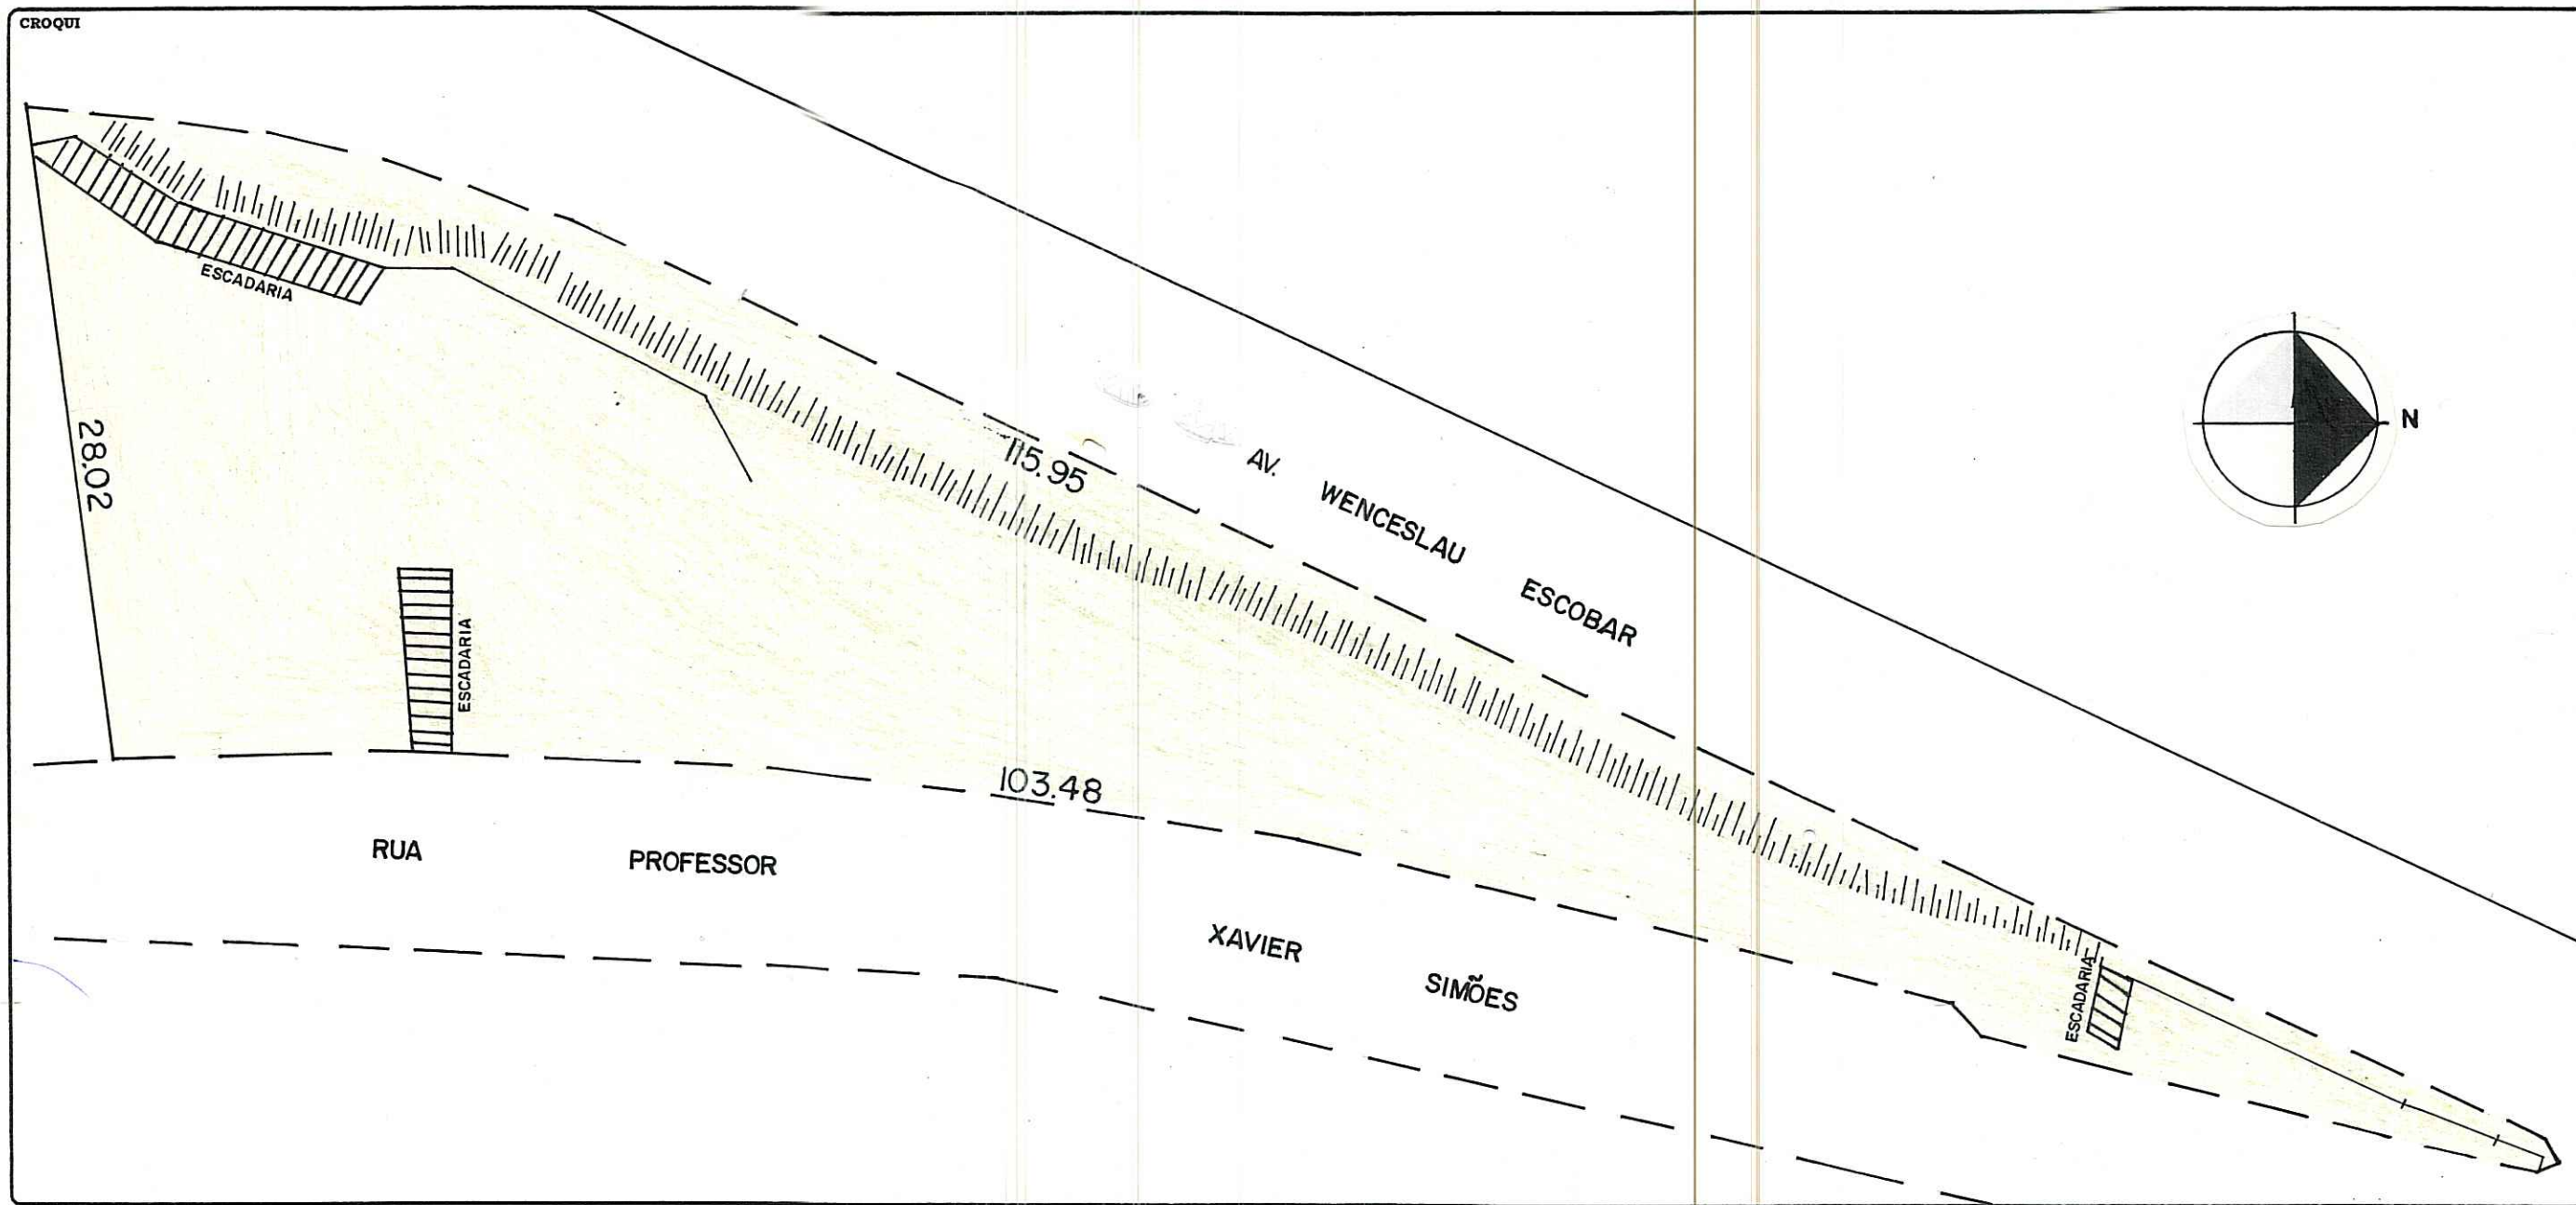 CROQUI
ESCADARIA
28.02
115.95
AV. WENCESLAU ESCOBAR
N
ESCADARIA
103.48
RUA PROFESSOR XAVIER SIMÕES
ESCADARIA